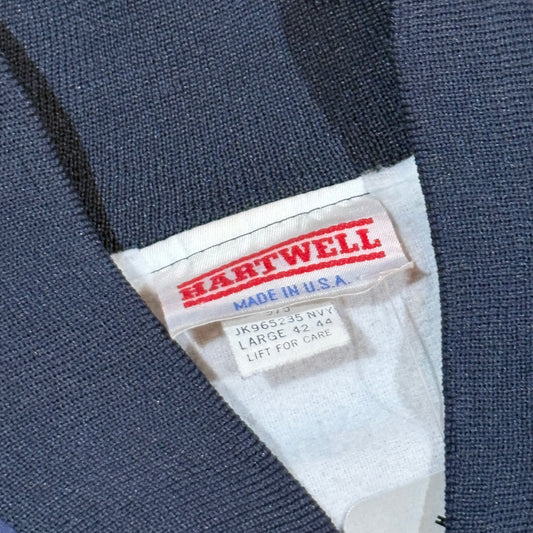 HARTWELL
MADE IN U.S.A.
JK965235 NVY
LARGE 42 44
LIFT FOR CARE